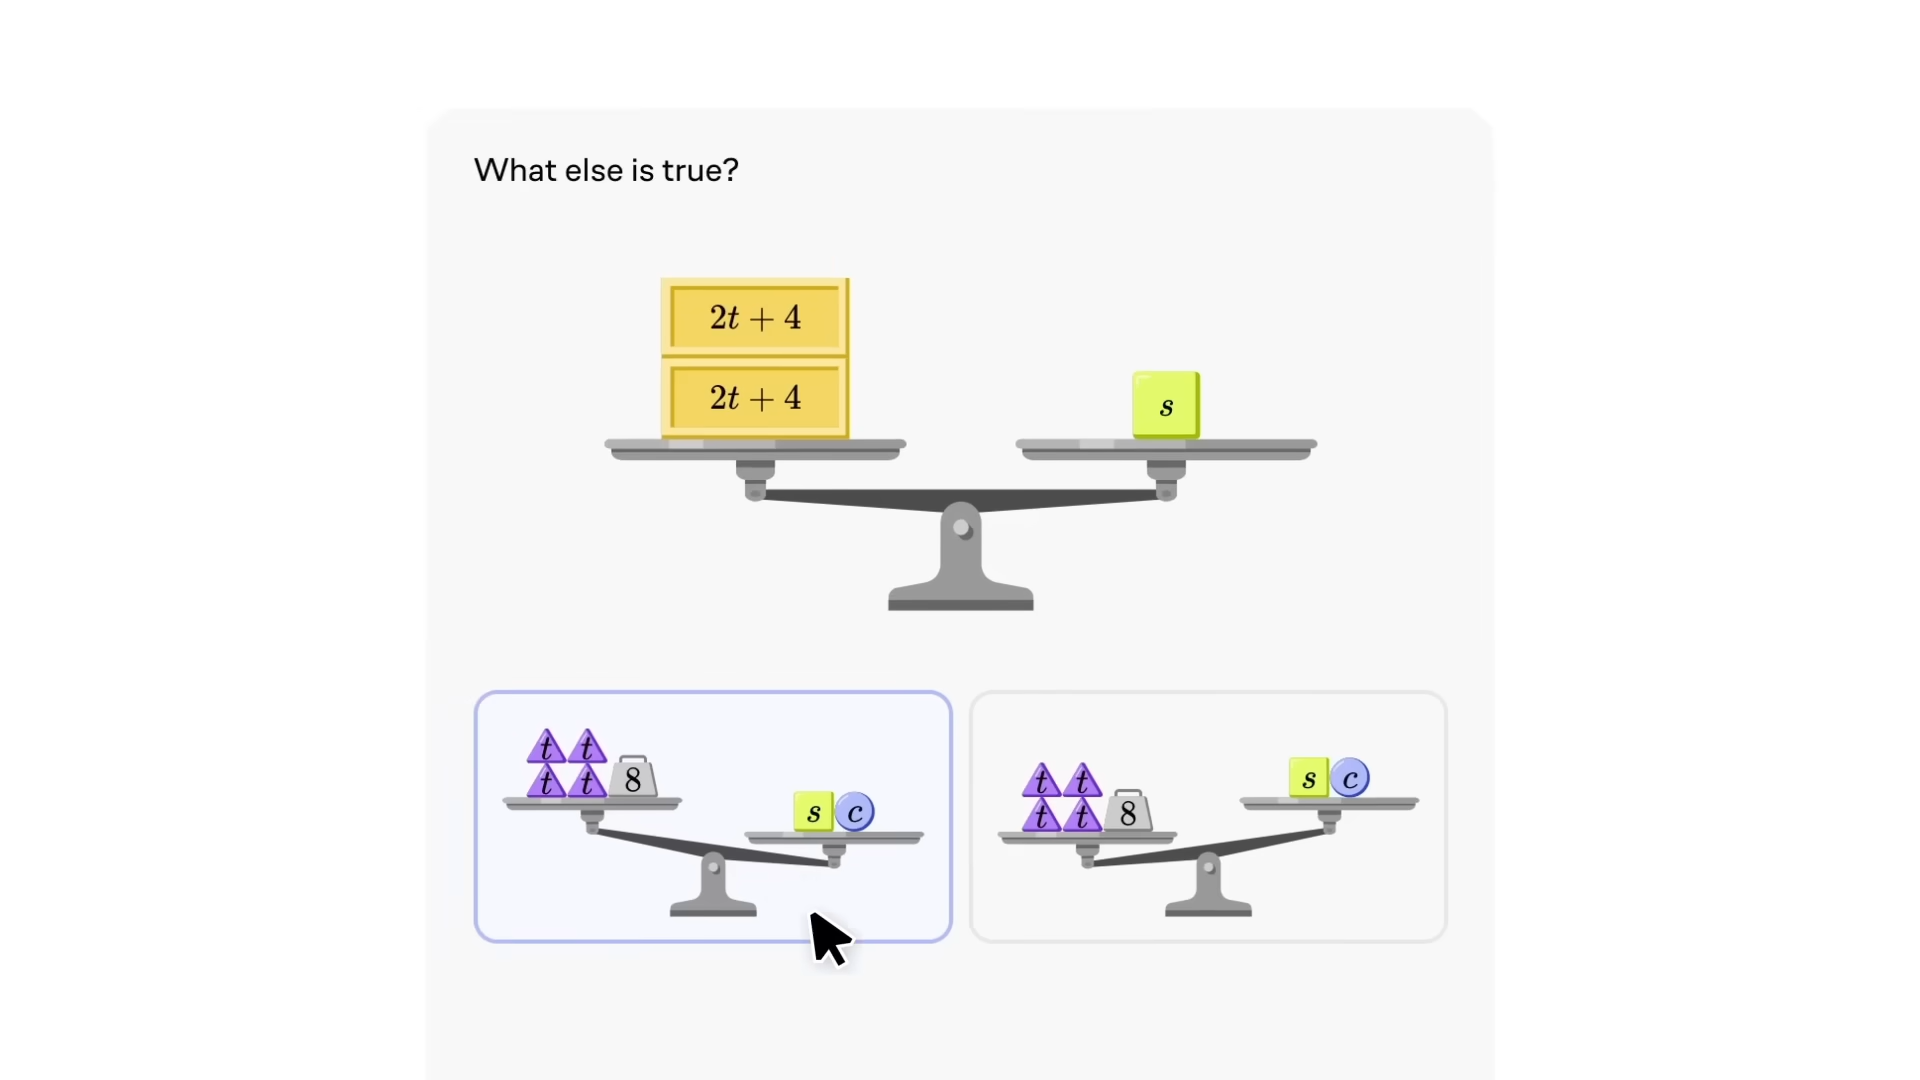 What else is true?
2t + 4
2t + 4
s
t t
t t 8
s c
t t
t t 8
s c